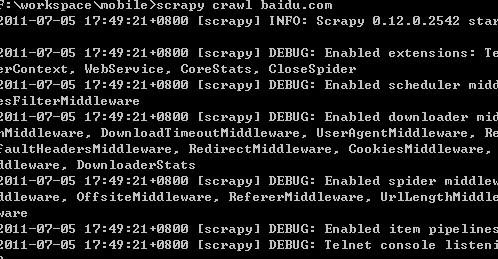 F:\workspace\mobile>scrapy crawl baidu.com
2011-07-05 17:49:21+0800 [scrapy] INFO: Scrapy 0.12.0.2542 star
2011-07-05 17:49:21+0800 [scrapy] DEBUG: Enabled extensions: Te
erContext, WebService, CoreStats, CloseSpider
2011-07-05 17:49:21+0800 [scrapy] DEBUG: Enabled scheduler midd
esFilterMiddleware
2011-07-05 17:49:21+0800 [scrapy] DEBUG: Enabled downloader mid
hMiddleware, DownloadTimeoutMiddleware, UserAgentMiddleware, Re
faultHeadersMiddleware, RedirectMiddleware, CookiesMiddleware,
ddleware, DownloaderStats
2011-07-05 17:49:21+0800 [scrapy] DEBUG: Enabled spider middlew
ddleware, OffsiteMiddleware, RefererMiddleware, UrlLengthMiddle
ware
2011-07-05 17:49:21+0800 [scrapy] DEBUG: Enabled item pipelines
2011-07-05 17:49:21+0800 [scrapy] DEBUG: Telnet console listeni